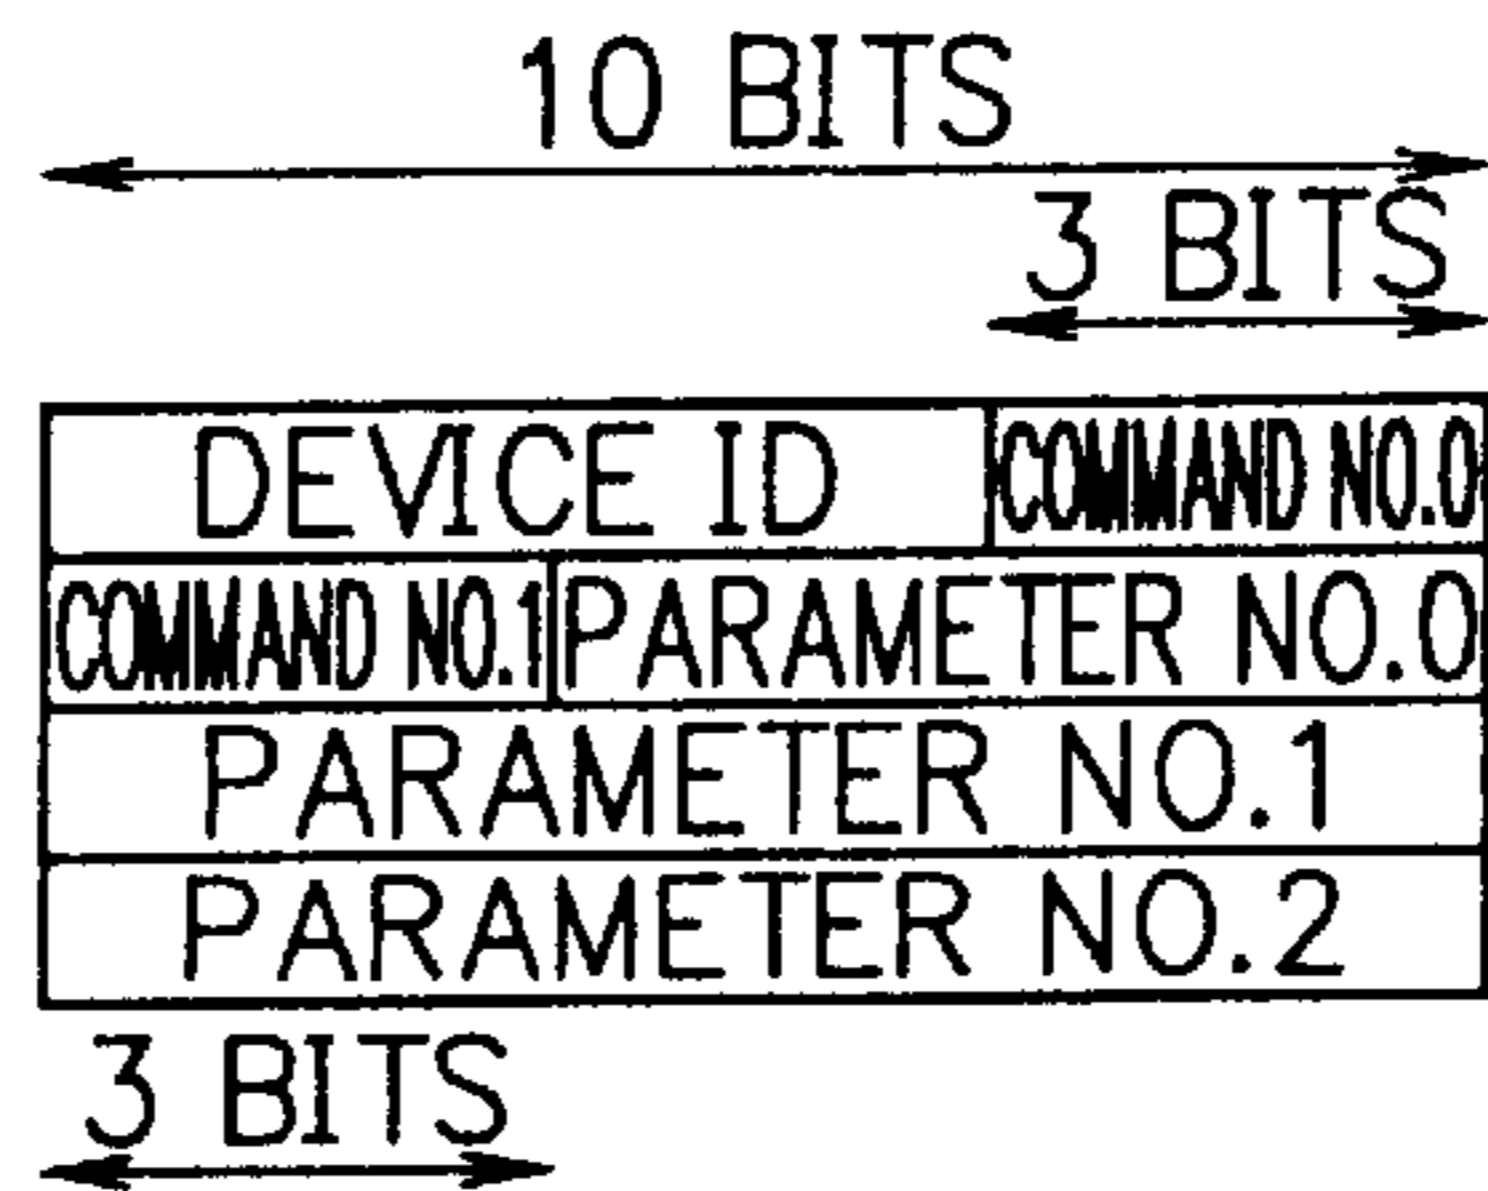 10 BITS
3 BITS
DEVICE ID COMMAND NO.0
COMMAND NO.1 PARAMETER NO.0
PARAMETER NO.1
PARAMETER NO.2
3 BITS